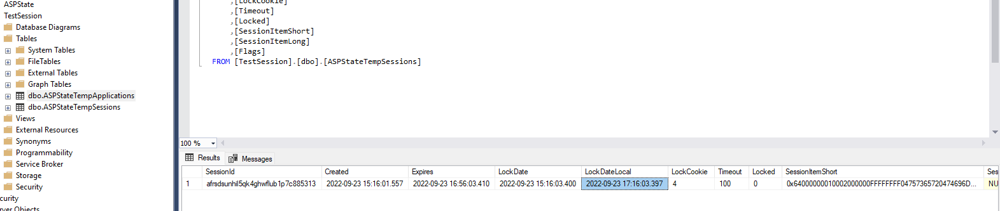 ASPState
TestSession
Database Diagrams
Tables
System Tables
FileTables
External Tables
Graph Tables
dbo.ASPStateTempApplications
dbo.ASPStateTempSessions
Views
External Resources
Synonyms
Programmability
Service Broker
Storage
Security
curity
rver Objects
,[LockCookie]
,[Timeout]
,[Locked]
,[SessionItemShort]
,[SessionItemLong]
,[Flags]
FROM [TestSession].[dbo].[ASPStateTempSessions]
100 %
Results Messages
SessionId Created Expires LockDate LockDateLocal LockCookie Timeout Locked SessionItemShort Ses
1 afrsdsunhil5qk4ghwflub1p7c885313 2022-09-23 15:16:01.557 2022-09-23 16:56:03.410 2022-09-23 15:16:03.400 2022-09-23 17:16:03.397 4 100 0 0x64000000010002000000FFFFFFFF04757365720474696D... NU